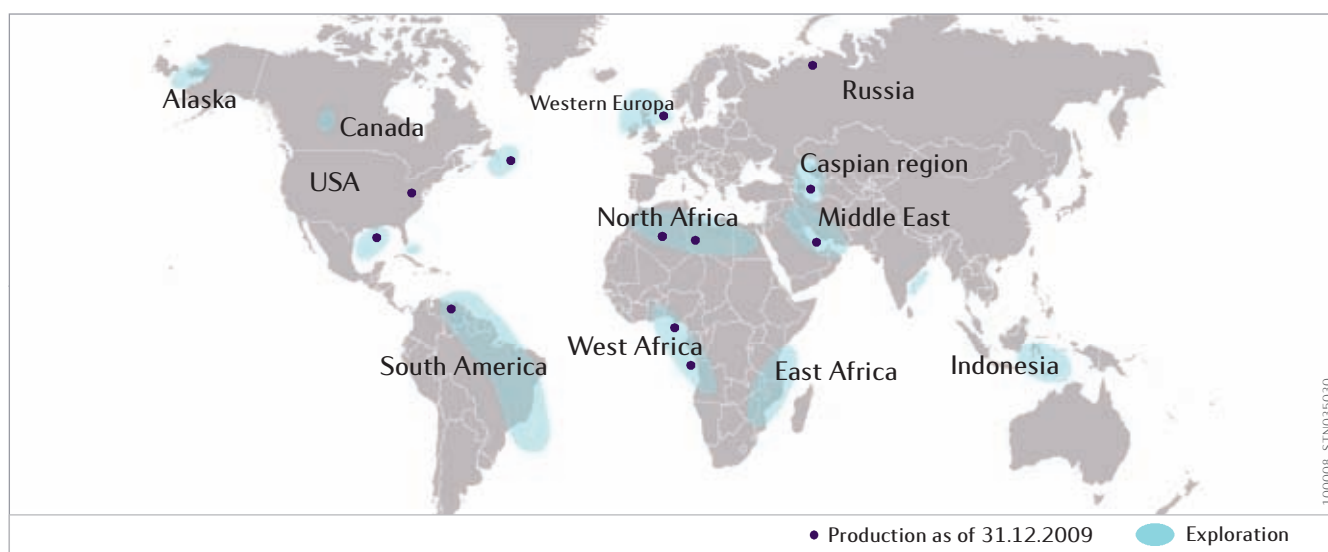 Alaska
Canada
USA
Western Europa
Russia
Caspian region
North Africa
Middle East
South America
West Africa
East Africa
Indonesia
Production as of 31.12.2009
Exploration
100008_STN035030